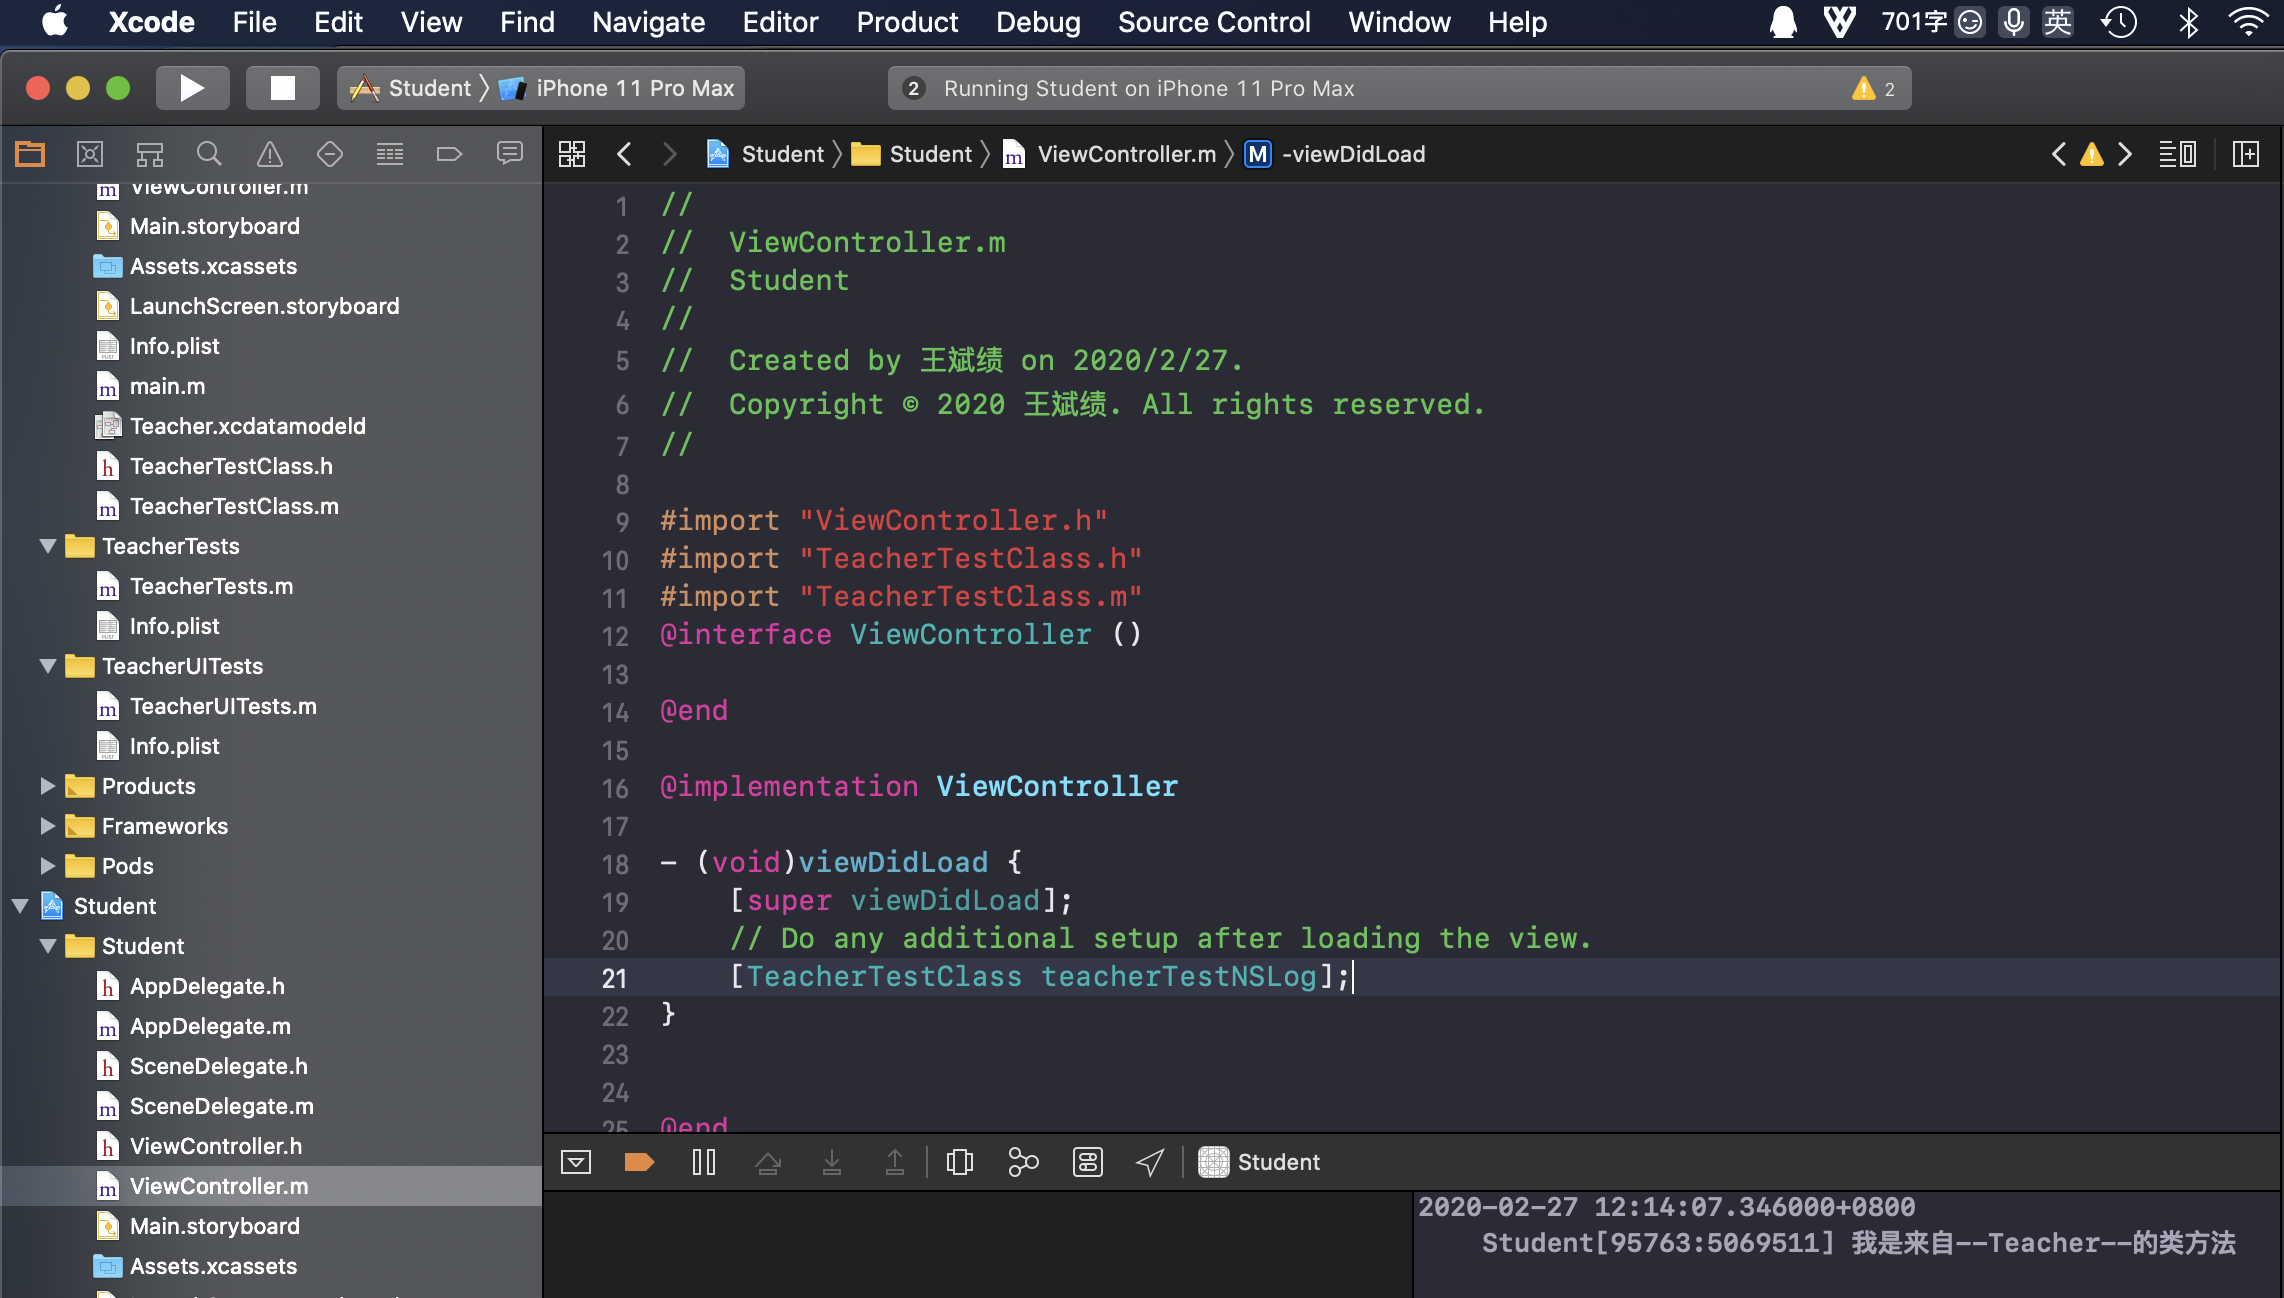 Xcode File Edit View Find Navigate Editor Product Debug Source Control Window Help 701字 英
Student iPhone 11 Pro Max
2 Running Student on iPhone 11 Pro Max 2
Student Student ViewController.m M -viewDidLoad
ViewController.m
Main.storyboard
Assets.xcassets
LaunchScreen.storyboard
Info.plist
main.m
Teacher.xcdatamodeld
TeacherTestClass.h
TeacherTestClass.m
TeacherTests
TeacherTests.m
Info.plist
TeacherUITests
TeacherUITests.m
Info.plist
Products
Frameworks
Pods
Student
Student
AppDelegate.h
AppDelegate.m
SceneDelegate.h
SceneDelegate.m
ViewController.h
ViewController.m
Main.storyboard
Assets.xcassets
1 //
2 //  ViewController.m
3 //  Student
4 //
5 //  Created by 王斌绩 on 2020/2/27.
6 //  Copyright © 2020 王斌绩. All rights reserved.
7 //
8
9 #import "ViewController.h"
10 #import "TeacherTestClass.h"
11 #import "TeacherTestClass.m"
12 @interface ViewController ()
13
14 @end
15
16 @implementation ViewController
17
18 - (void)viewDidLoad {
19     [super viewDidLoad];
20     // Do any additional setup after loading the view.
21     [TeacherTestClass teacherTestNSLog];
22 }
23
24
25 @end
Student
2020-02-27 12:14:07.346000+0800
Student[95763:5069511] 我是来自--Teacher--的类方法